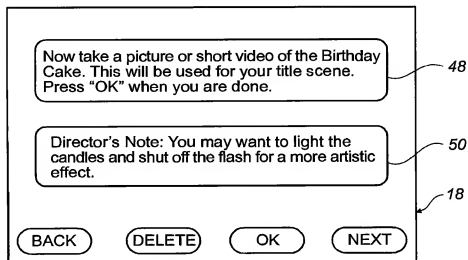 Now take a picture or short video of the Birthday
Cake. This will be used for your title scene.
Press "OK" when you are done.
48
Director's Note: You may want to light the
candles and shut off the flash for a more artistic
effect.
50
18
BACK DELETE OK NEXT